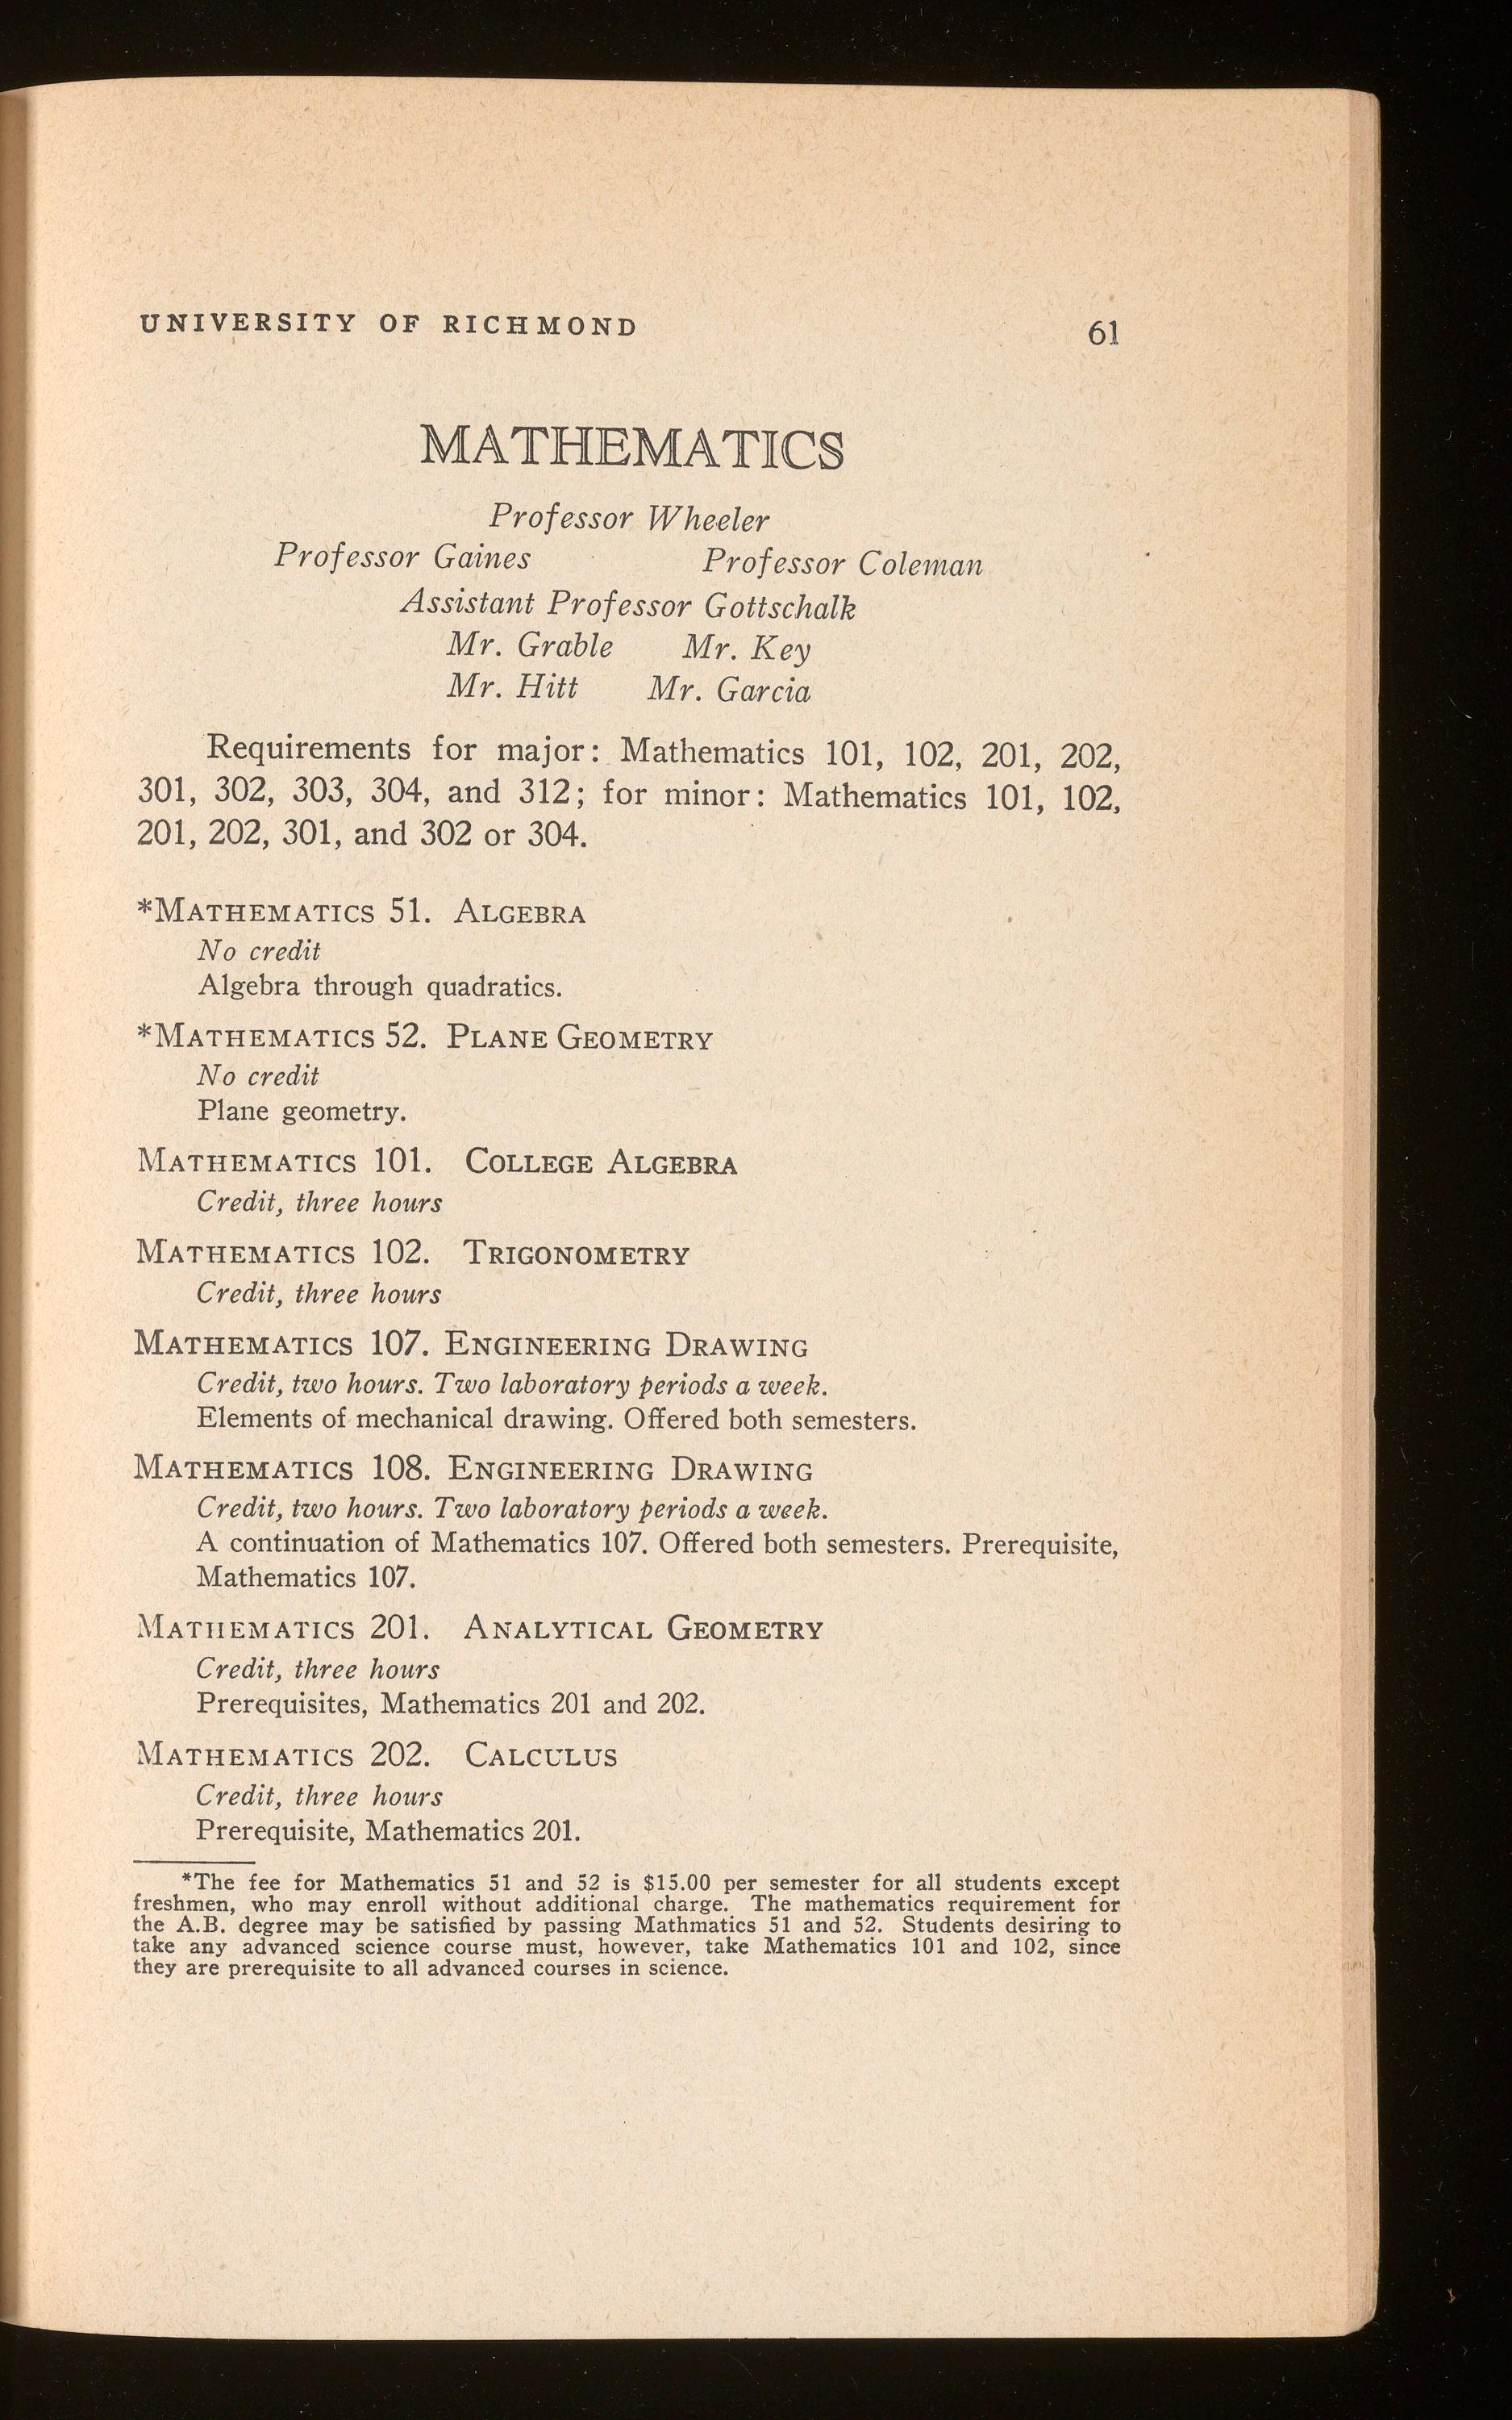 UNIVERSITY OF RICHMOND 61
MATHEMATICS
Professor Wheeler
Professor Gaines Professor Coleman
Assistant Professor Gottschalk
Mr. Grable Mr. Key
Mr. Hitt Mr. Garcia
Requirements for major: Mathematics 101, 102, 201, 202,
301, 302, 303, 304, and 312; for minor: Mathematics 101, 102,
201, 202, 301, and 302 or 304.
*MATHEMATICS 51. ALGEBRA
No credit
Algebra through quadratics.
*MATHEMATICS 52. PLANE GEOMETRY
No credit
Plane geometry.
MATHEMATICS 101. COLLEGE ALGEBRA
Credit, three hours
MATHEMATICS 102. TRIGONOMETRY
Credit, three hours
MATHEMATICS 107. ENGINEERING DRAWING
Credit, two hours. Two laboratory periods a week.
Elements of mechanical drawing. Offered both semesters.
MATHEMATICS 108. ENGINEERING DRAWING
Credit, two hours. Two laboratory periods a week.
A continuation of Mathematics 107. Offered both semesters. Prerequisite,
Mathematics 107.
MATHEMATICS 201. ANALYTICAL GEOMETRY
Credit, three hours
Prerequisites, Mathematics 201 and 202.
MATHEMATICS 202. CALCULUS
Credit, three hours
Prerequisite, Mathematics 201.
*The fee for Mathematics 51 and 52 is $15.00 per semester for all students except
freshmen, who may enroll without additional charge. The mathematics requirement for
the A.B. degree may be satisfied by passing Mathmatics 51 and 52. Students desiring to
take any advanced science course must, however, take Mathematics 101 and 102, since
they are prerequisite to all advanced courses in science.